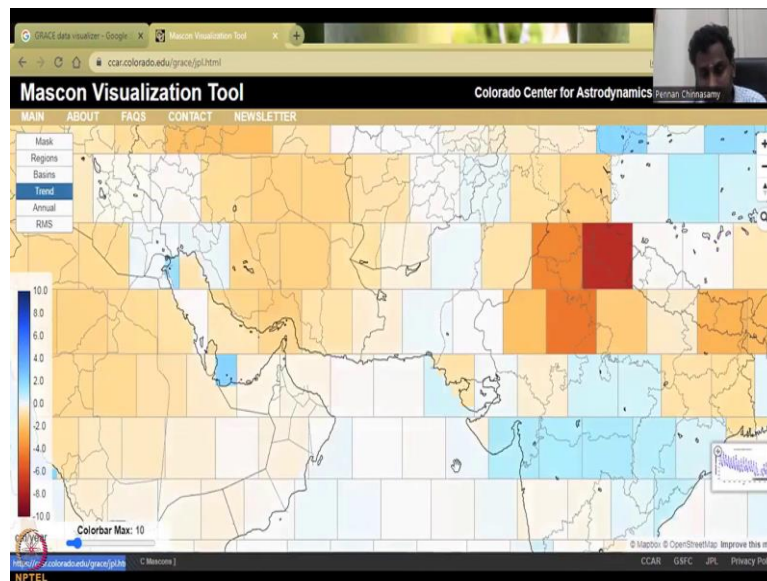 GRACE data visualizer - Google
Mascon Visualization Tool
ccar.colorado.edu/grace/jpl.html
Mascon Visualization Tool
Colorado Center for Astrodynamics
Pennan Chinnasamy
MAIN ABOUT FAQS CONTACT NEWSLETTER
Mask
Regions
Basins
Trend
Annual
RMS
10.0
8.0
6.0
4.0
2.0
0.0
-2.0
-4.0
-6.0
-8.0
-10.0
Colorbar Max: 10
© Mapbox © OpenStreetMap Improve this m
C Mascons ]
CCAR GSFC JPL Privacy Po
NPTEL